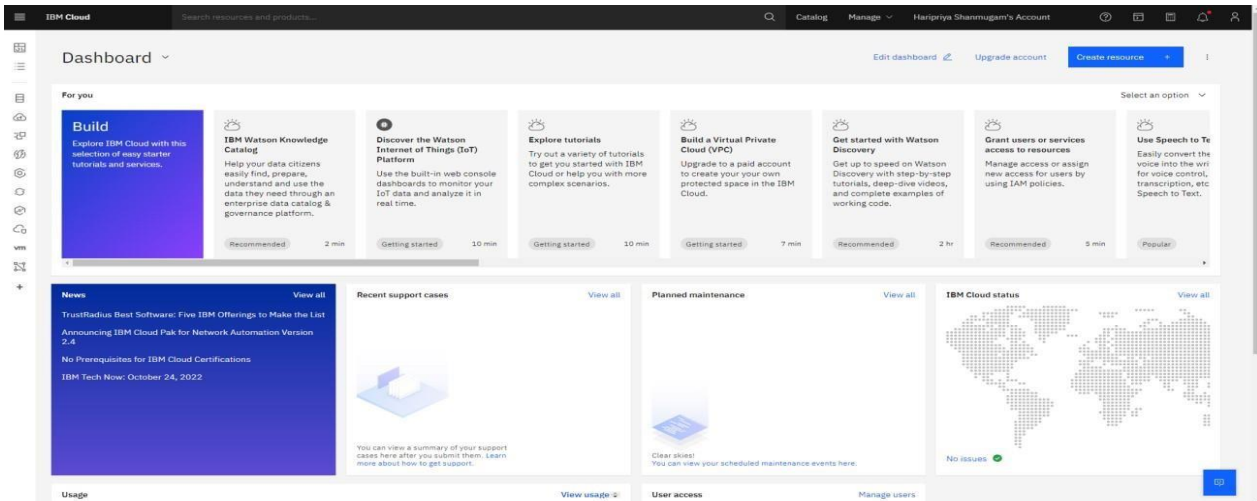 IBM Cloud
Search resources and products...
Catalog
Manage
Haripriya Shanmugam's Account
Dashboard
Edit dashboard
Upgrade account
Create resource +
For you
Select an option
Build
Explore IBM Cloud with this
selection of easy starter
tutorials and services.
IBM Watson Knowledge
Catalog
Help your data citizens
easily find, prepare,
understand and use the
data they need through an
enterprise data catalog &
governance platform.
Recommended
2 min
Discover the Watson
Internet of Things (IoT)
Platform
Use the built-in web console
dashboards to monitor your
IoT data and analyze it in
real time.
Getting started
10 min
Explore tutorials
Try out a variety of tutorials
to get you started with IBM
Cloud or help you with more
complex scenarios.
Getting started
10 min
Build a Virtual Private
Cloud (VPC)
Upgrade to a paid account
to create your your own
protected space in the IBM
Cloud.
Getting started
7 min
Get started with Watson
Discovery
Get up to speed on Watson
Discovery with step-by-step
tutorials, deep-dive videos,
and complete examples of
working code.
Recommended
2 hr
Grant users or services
access to resources
Manage access or assign
new access for users by
using IAM policies.
Recommended
5 min
Use Speech to Te
Easily convert the
voice into the wri
for voice control,
transcription, etc
Speech to Text.
Popular
vm
News
View all
TrustRadius Best Software: Five IBM Offerings to Make the List
Announcing IBM Cloud Pak for Network Automation Version
2.4
No Prerequisites for IBM Cloud Certifications
IBM Tech Now: October 24, 2022
Recent support cases
View all
You can view a summary of your support
cases here after you submit them. Learn
more about how to get support.
Planned maintenance
View all
Clear skies!
You can view your scheduled maintenance events here.
IBM Cloud status
View all
No issues
Usage
View usage
User access
Manage users